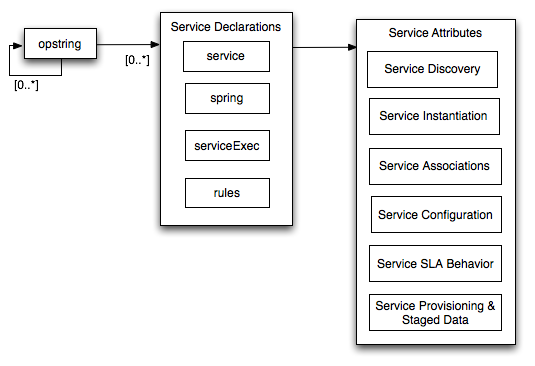 opstring
[0..*]
[0..*]
Service Declarations
service
spring
serviceExec
rules
Service Attributes
Service Discovery
Service Instantiation
Service Associations
Service Configuration
Service SLA Behavior
Service Provisioning &
Staged Data